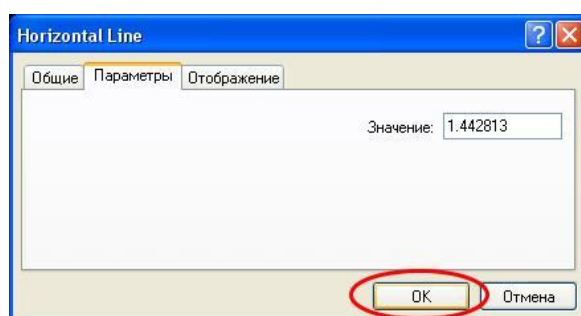 Horizontal Line
Общие Параметры Отображение
Значение: 1.442813
OK Отмена